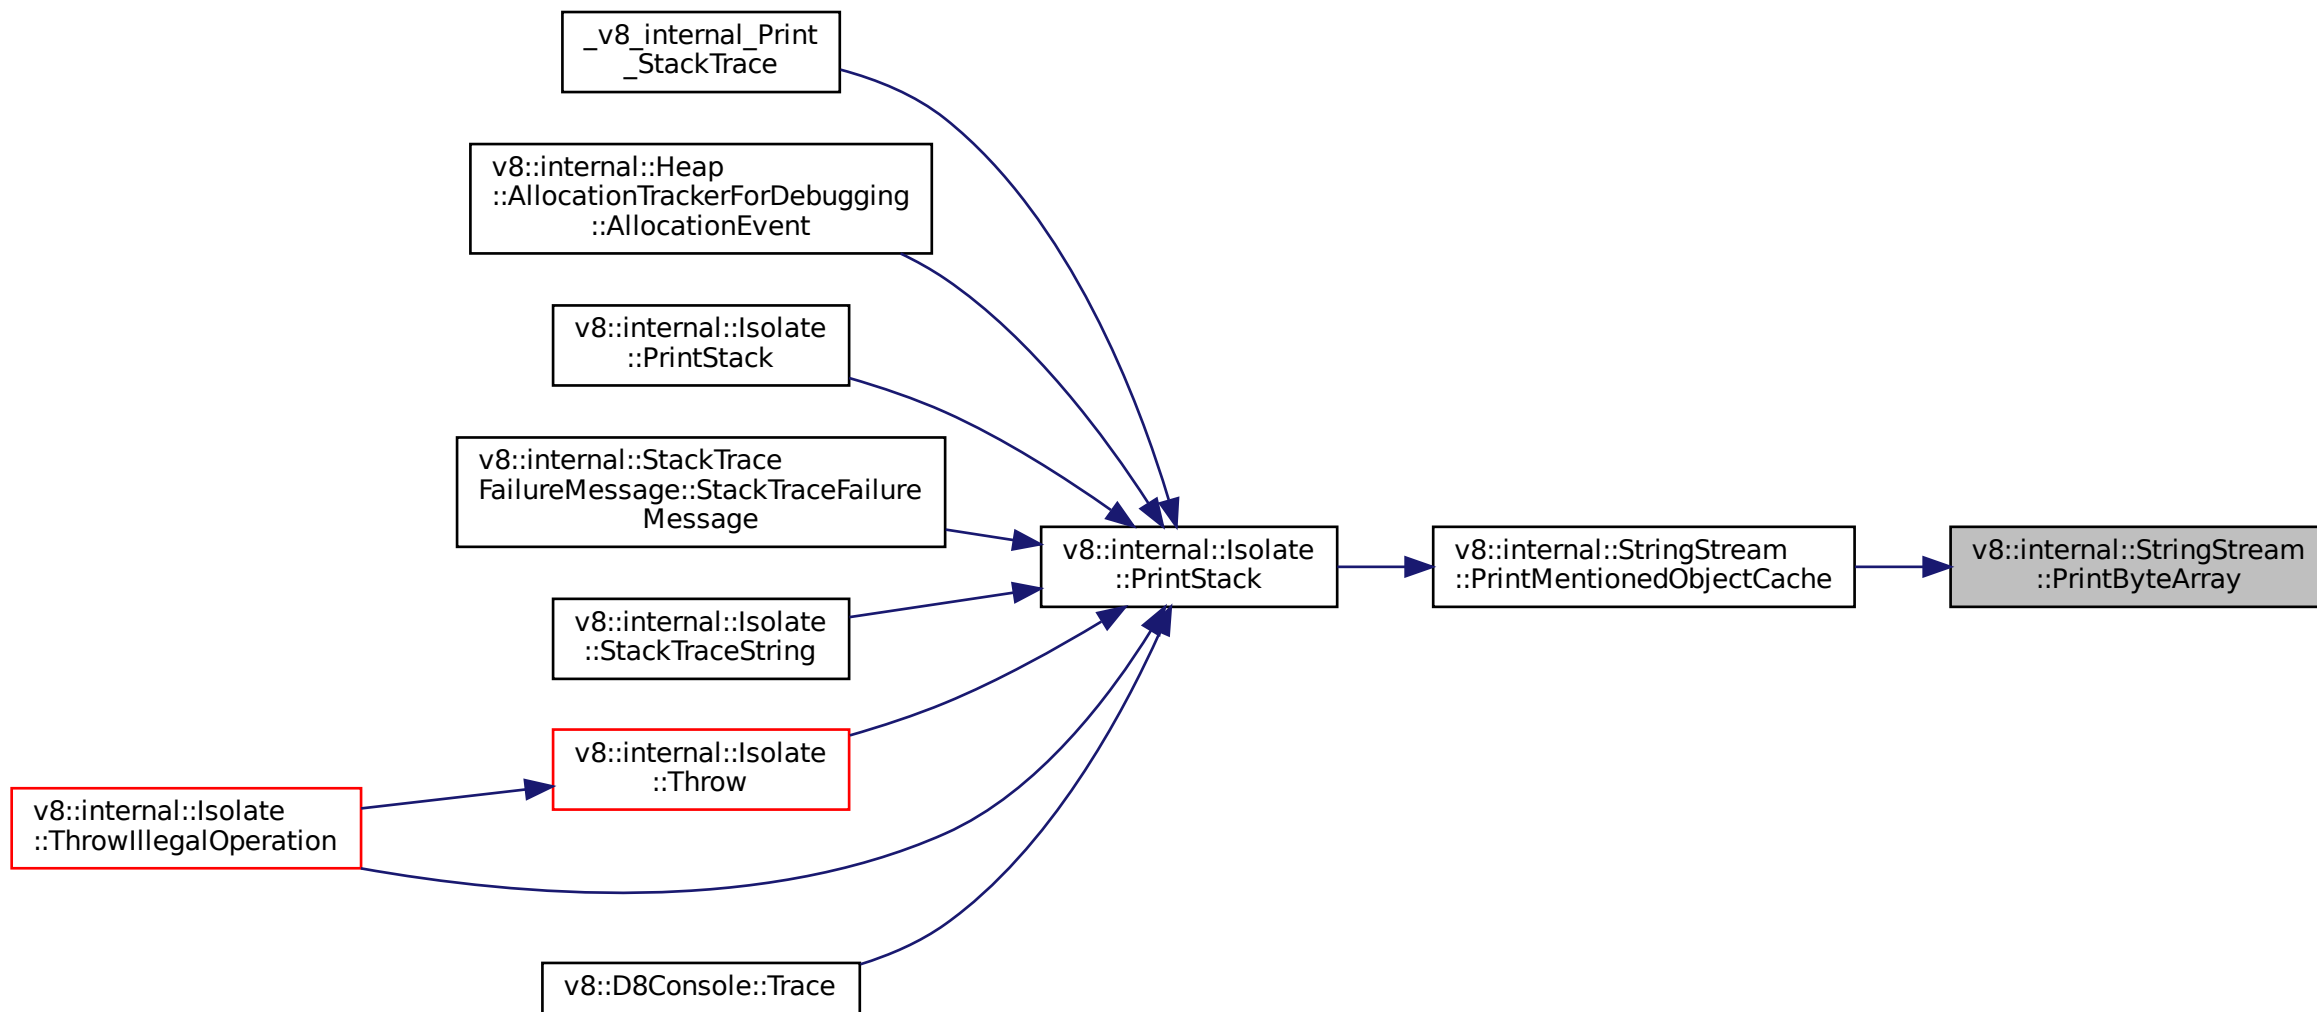 _v8_internal_Print
_StackTrace
v8::internal::Heap
::AllocationTrackerForDebugging
::AllocationEvent
v8::internal::Isolate
::PrintStack
v8::internal::StackTrace
FailureMessage::StackTraceFailure
Message
v8::internal::Isolate
::PrintStack
v8::internal::StringStream
::PrintMentionedObjectCache
v8::internal::StringStream
::PrintByteArray
v8::internal::Isolate
::StackTraceString
v8::internal::Isolate
::Throw
v8::internal::Isolate
::ThrowIllegalOperation
v8::D8Console::Trace